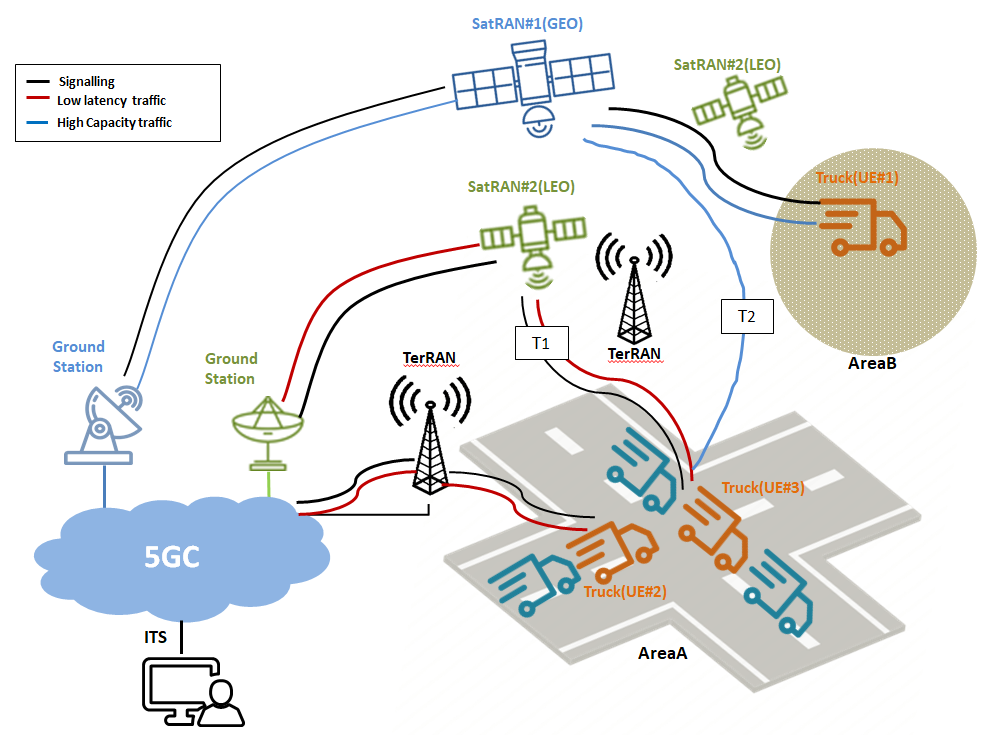 SatRAN#1(GEO)
SatRAN#2(LEO)
Signalling
Low latency traffic
High Capacity traffic
Truck(UE#1)
SatRAN#2(LEO)
T2
T1
TerRAN
AreaB
Ground
Station
Ground
Station
TerRAN
Truck(UE#3)
5GC
Truck(UE#2)
ITS
AreaA